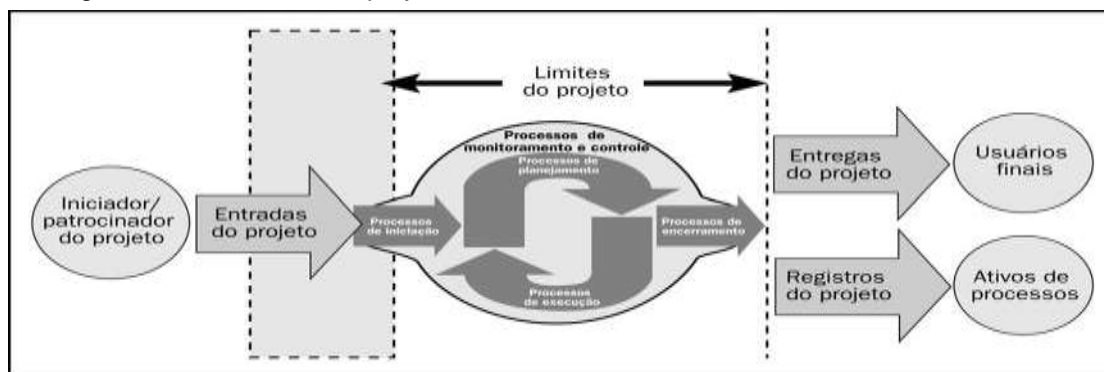 Limites
do projeto
Processos de
monitoramento e controle
Processos de
planejamento
Iniciador/
patrocinador
do projeto
Entradas
do projeto
Processos
de iniciação
Processos de
encerramento
Processos
de execução
Entregas
do projeto
Usuários
finais
Registros
do projeto
Ativos de
processos